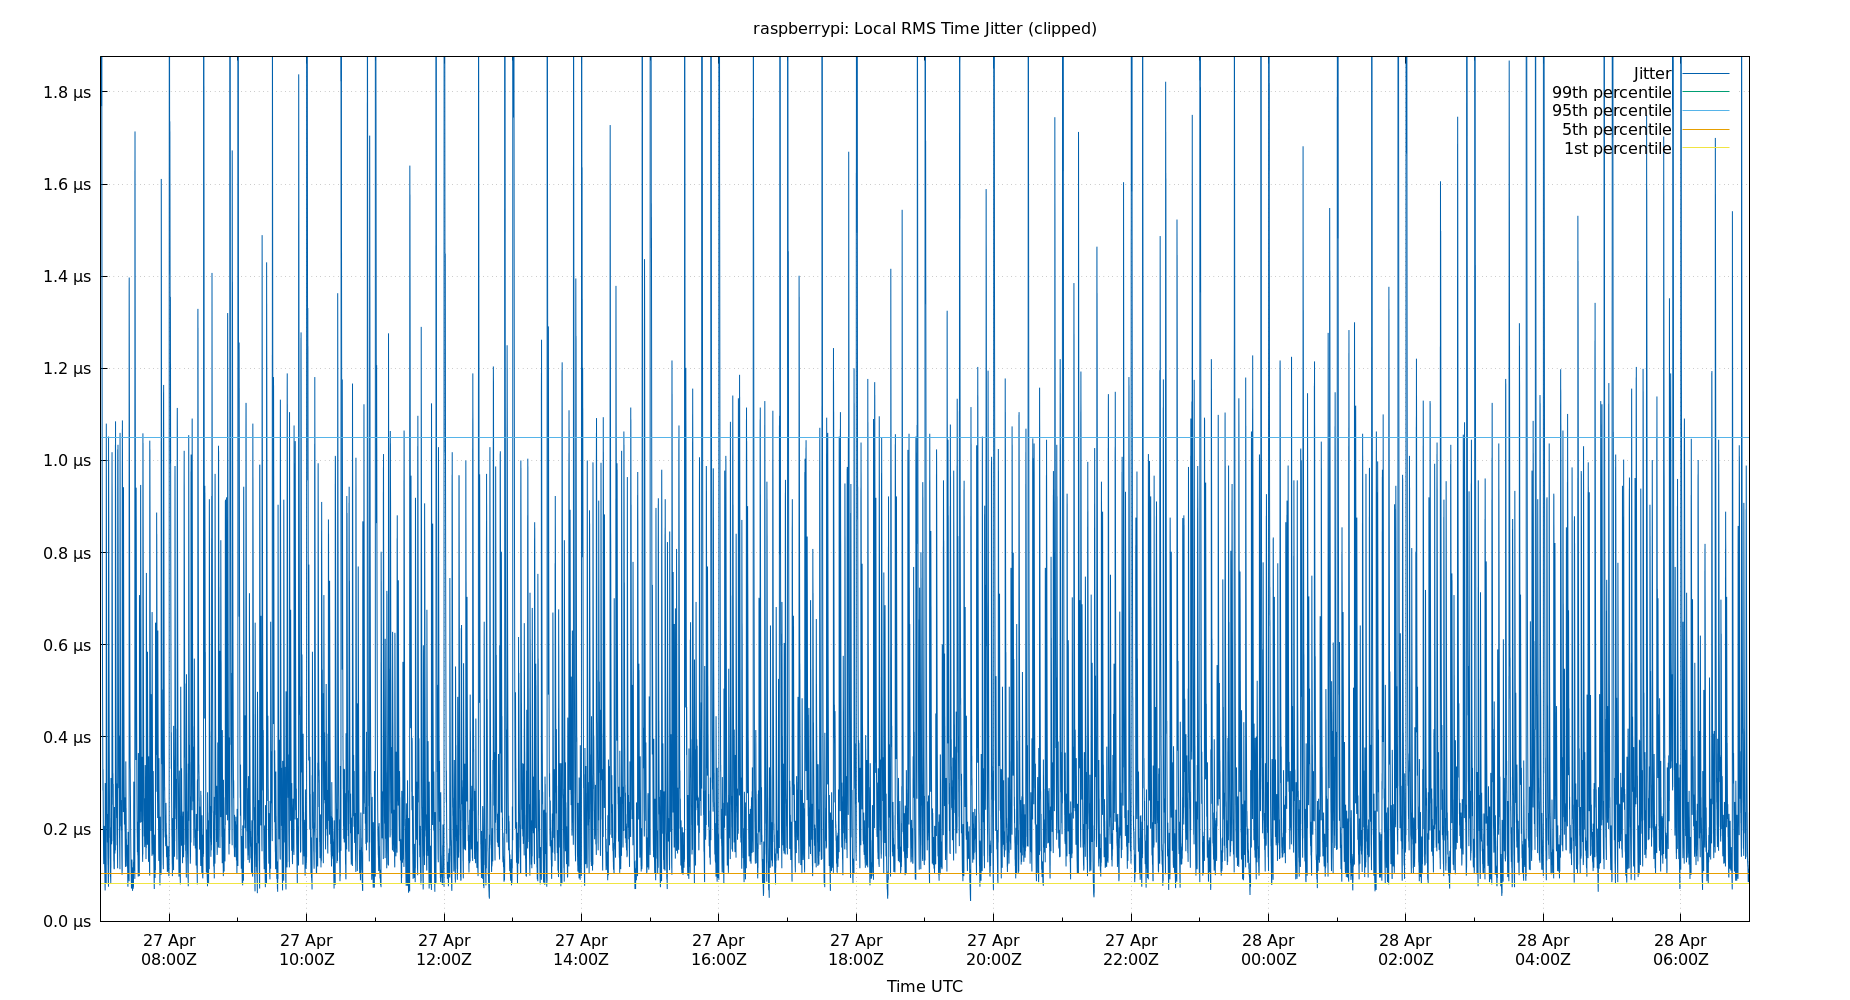 raspberrypi: Local RMS Time Jitter (clipped)
Jitter
99th percentile
95th percentile
5th percentile
1st percentile
1.8 µs
1.6 µs
1.4 µs
1.2 µs
1.0 µs
0.8 µs
0.6 µs
0.4 µs
0.2 µs
0.0 µs
27 Apr 27 Apr 27 Apr 27 Apr 27 Apr 27 Apr 27 Apr 27 Apr 28 Apr 28 Apr 28 Apr 28 Apr
08:00Z 10:00Z 12:00Z 14:00Z 16:00Z 18:00Z 20:00Z 22:00Z 00:00Z 02:00Z 04:00Z 06:00Z
Time UTC